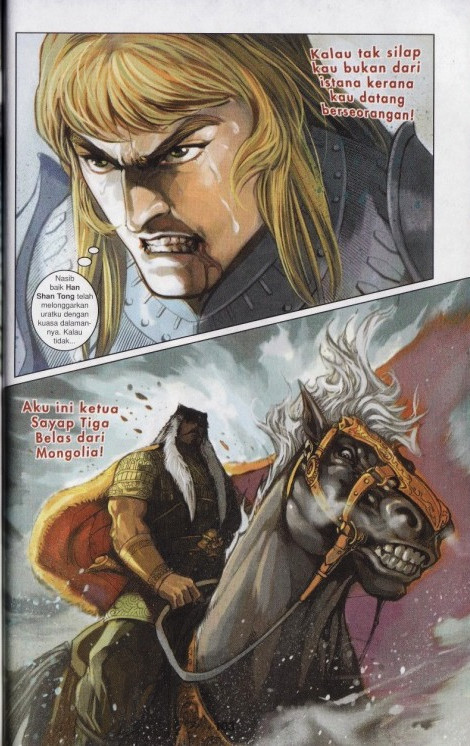 Kalau tak silap
kau bukan dari
istana kerana
kau datang
berseorangan!
Nasib
baik Han
Shan Tong telah
melonggarkan
uratku dengan
kuasa dalaman-
nya. Kalau
tidak...
Aku ini ketua
Sayap Tiga
Belas dari
Mongolia!